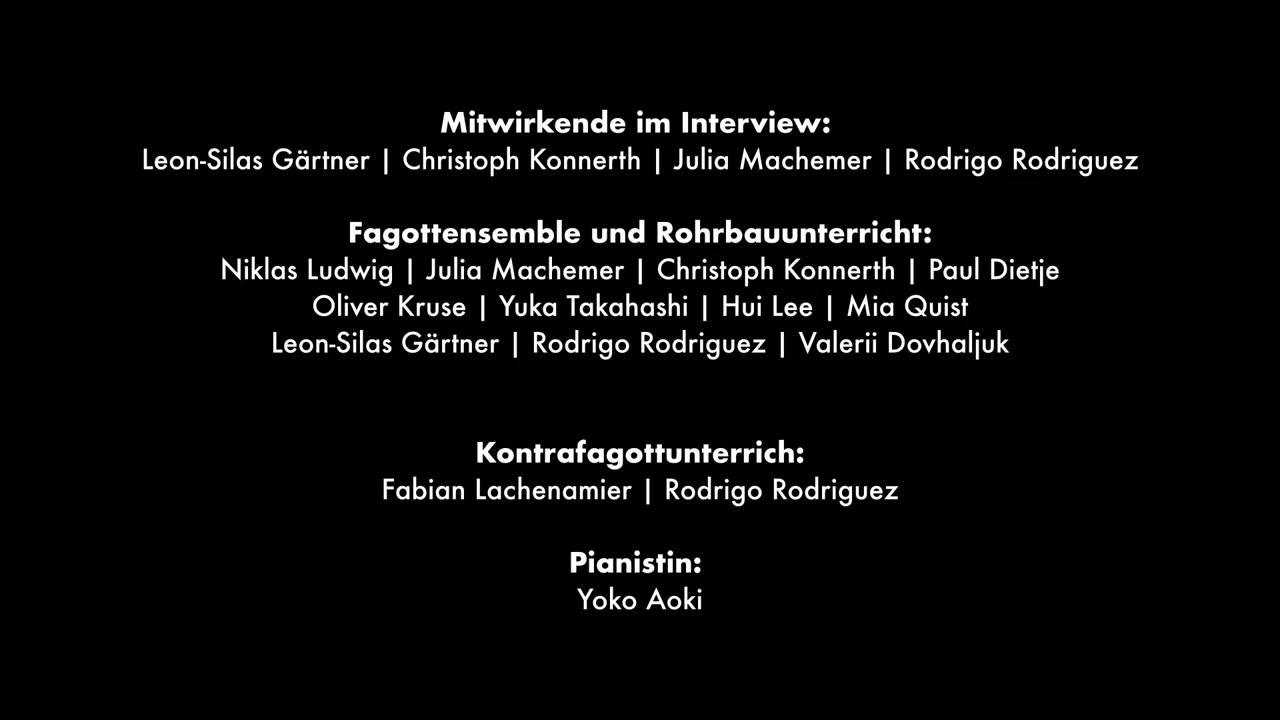 Mitwirkende im Interview:
Leon-Silas Gärtner | Christoph Konnerth | Julia Machemer | Rodrigo Rodriguez
Fagottensemble und Rohrbauunterricht:
Niklas Ludwig | Julia Machemer | Christoph Konnerth | Paul Dietje
Oliver Kruse | Yuka Takahashi | Hui Lee | Mia Quist
Leon-Silas Gärtner | Rodrigo Rodriguez | Valerii Dovhaljuk
Kontrafagottunterrich:
Fabian Lachenamier | Rodrigo Rodriguez
Pianistin:
Yoko Aoki